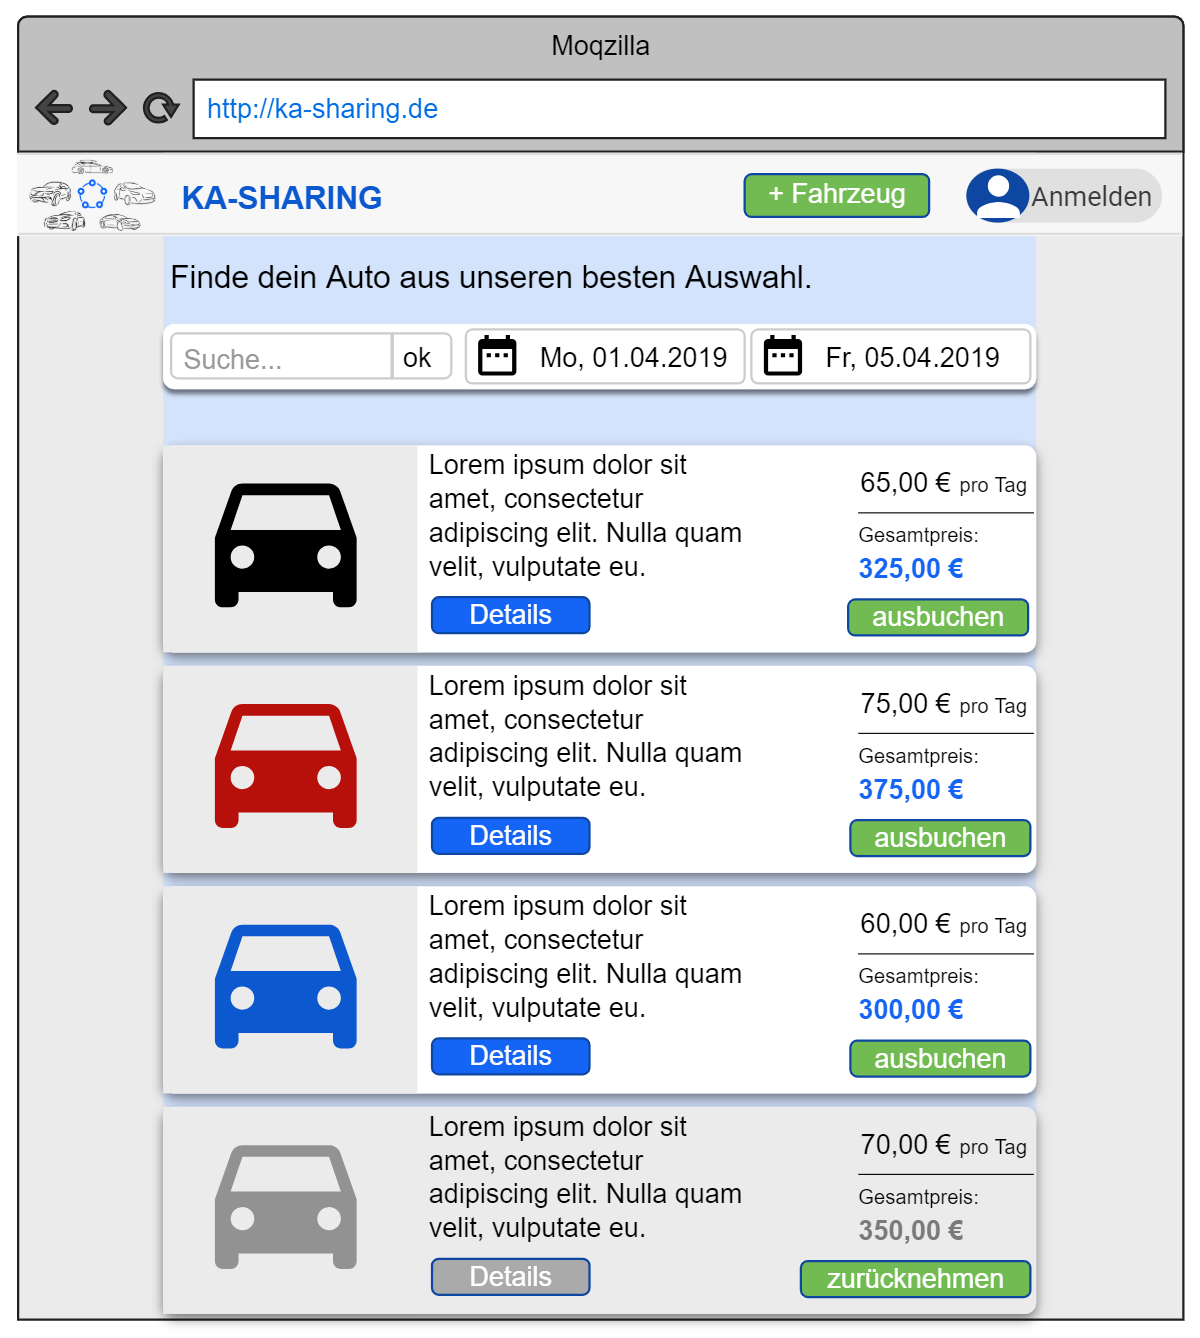 Moqzilla
http://ka-sharing.de
KA-SHARING
+ Fahrzeug
Anmelden
Finde dein Auto aus unseren besten Auswahl.
Suche...
ok
Mo, 01.04.2019
Fr, 05.04.2019
Lorem ipsum dolor sit
amet, consectetur
adipiscing elit. Nulla quam
velit, vulputate eu.
Details
65,00 € pro Tag
Gesamtpreis:
325,00 €
ausbuchen
Lorem ipsum dolor sit
amet, consectetur
adipiscing elit. Nulla quam
velit, vulputate eu.
Details
75,00 € pro Tag
Gesamtpreis:
375,00 €
ausbuchen
Lorem ipsum dolor sit
amet, consectetur
adipiscing elit. Nulla quam
velit, vulputate eu.
Details
60,00 € pro Tag
Gesamtpreis:
300,00 €
ausbuchen
Lorem ipsum dolor sit
amet, consectetur
adipiscing elit. Nulla quam
velit, vulputate eu.
Details
70,00 € pro Tag
Gesamtpreis:
350,00 €
zurücknehmen